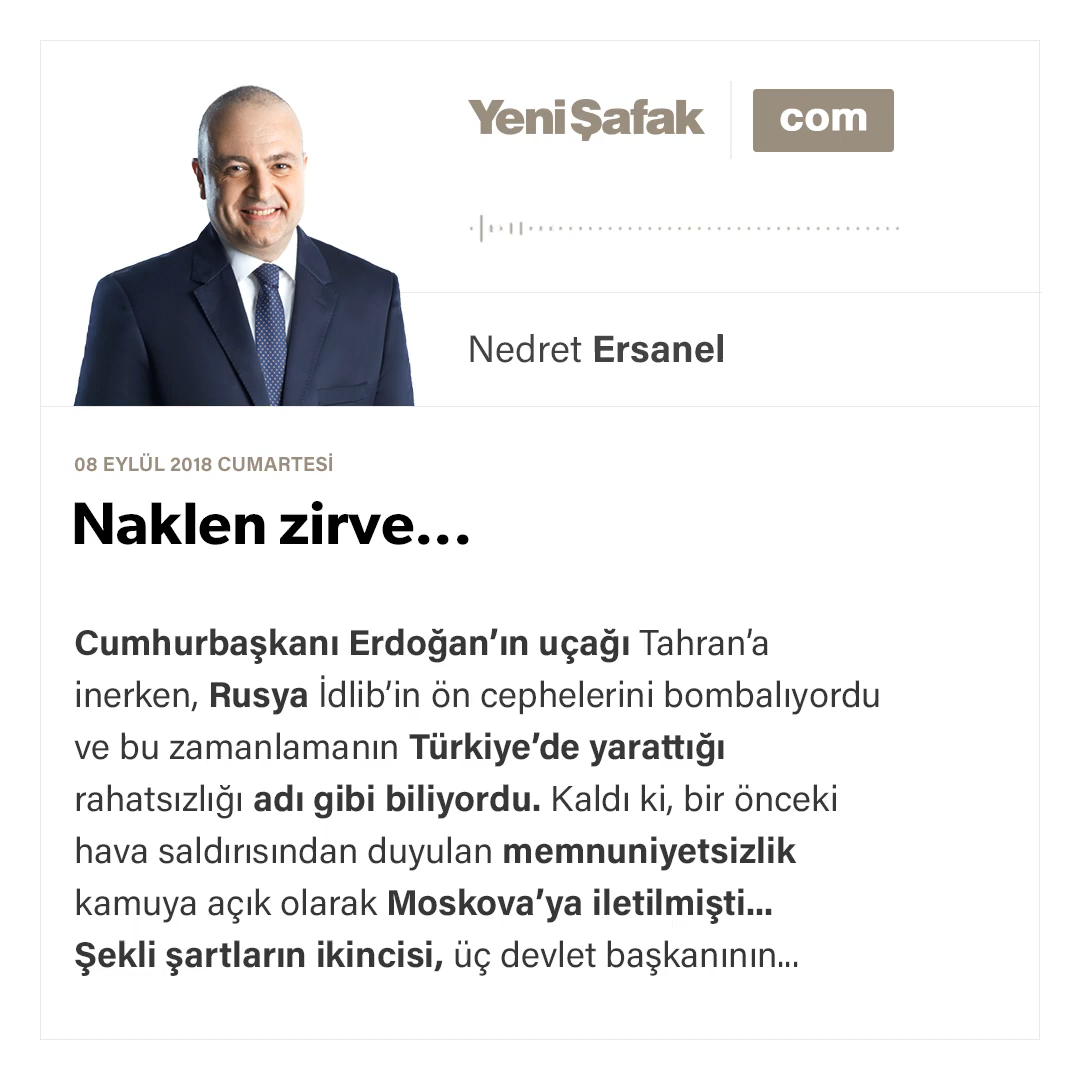 YeniŞafak com
Nedret Ersanel
08 EYLÜL 2018 CUMARTESİ
Naklen zirve...
Cumhurbaşkanı Erdoğan’ın uçağı Tahran’a
inerken, Rusya İdlib’in ön cephelerini bombalıyordu
ve bu zamanlamanın Türkiye’de yarattığı
rahatsızlığı adı gibi biliyordu. Kaldı ki, bir önceki
hava saldırısından duyulan memnuniyetsizlik
kamuya açık olarak Moskova’ya iletilmişti...
Şekli şartların ikincisi, üç devlet başkanının...